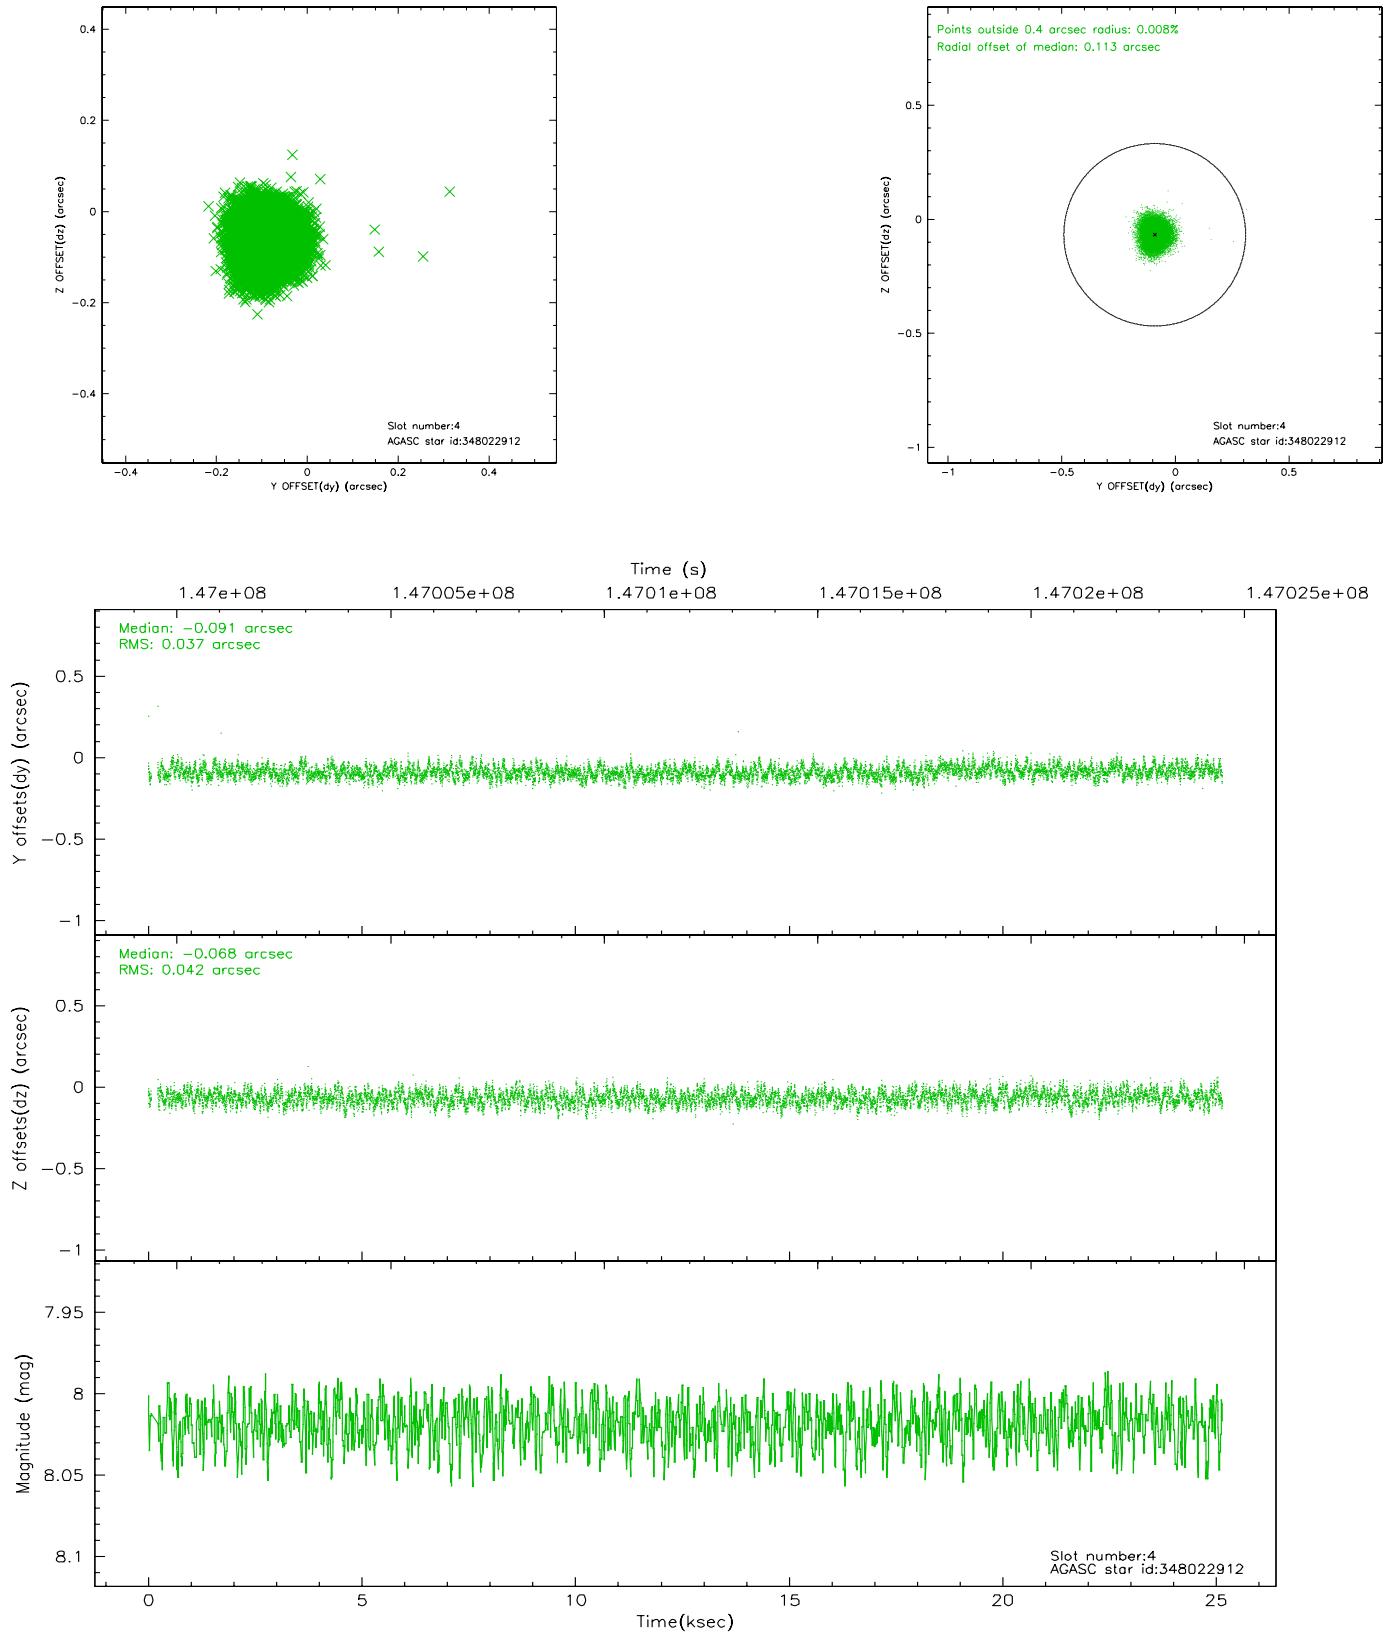 0.4
0.2
0
−0.2
−0.4
Z OFFSET(dz) (arcsec)
Slot number:4
AGASC star id:348022912
−0.4 −0.2 0 0.2 0.4
Y OFFSET(dy) (arcsec)
Points outside 0.4 arcsec radius: 0.008%
Radial offset of median: 0.113 arcsec
0.5
0
−0.5
−1
Z OFFSET(dz) (arcsec)
Slot number:4
AGASC star id:348022912
−1 −0.5 0 0.5
Y OFFSET(dy) (arcsec)
Time (s)
1.47e+08 1.47005e+08 1.4701e+08 1.47015e+08 1.4702e+08 1.47025e+08
Median: −0.091 arcsec
RMS: 0.037 arcsec
0.5
0
−0.5
−1
Y offsets(dy) (arcsec)
Median: −0.068 arcsec
RMS: 0.042 arcsec
0.5
0
−0.5
−1
Z offsets(dz) (arcsec)
7.95
8
8.05
8.1
Magnitude (mag)
Slot number:4
AGASC star id:348022912
0 5 10 15 20 25
Time(ksec)